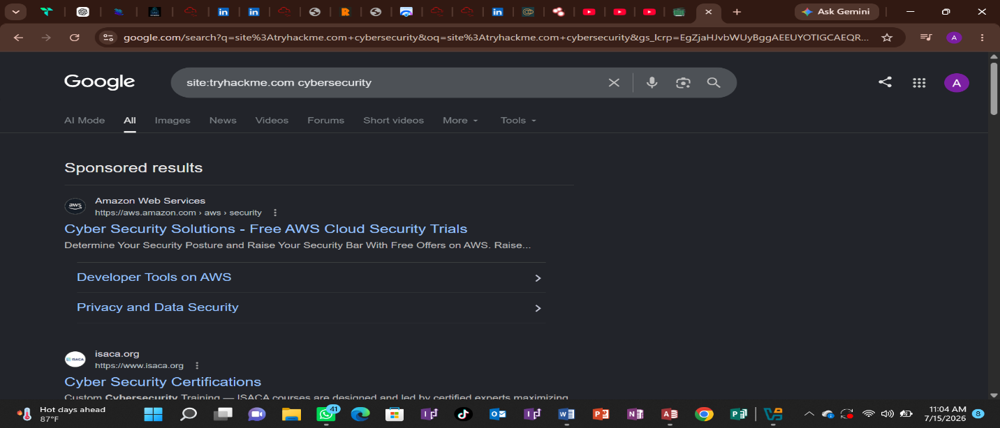 Ask Gemini
google.com/search?q=site%3Atryhackme.com+cybersecurity&oq=site%3Atryhackme.com+cybersecurity&gs_lcrp=EgZjaHJvbWUyBggAEEUYOTIGCAEQR...
A
Google
site:tryhackme.com cybersecurity
A
AI Mode
All
Images
News
Videos
Forums
Short videos
More
Tools
Sponsored results
aws
Amazon Web Services
https://aws.amazon.com › aws › security
Cyber Security Solutions - Free AWS Cloud Security Trials
Determine Your Security Posture and Raise Your Security Bar With Free Offers on AWS. Raise...
Developer Tools on AWS
Privacy and Data Security
ISACA
isaca.org
https://www.isaca.org
Cyber Security Certifications
Custom Cybersecurity Training — ISACA courses are designed and led by certified experts maximizing
Hot days ahead
87°F
41
11:04 AM
7/15/2026
8